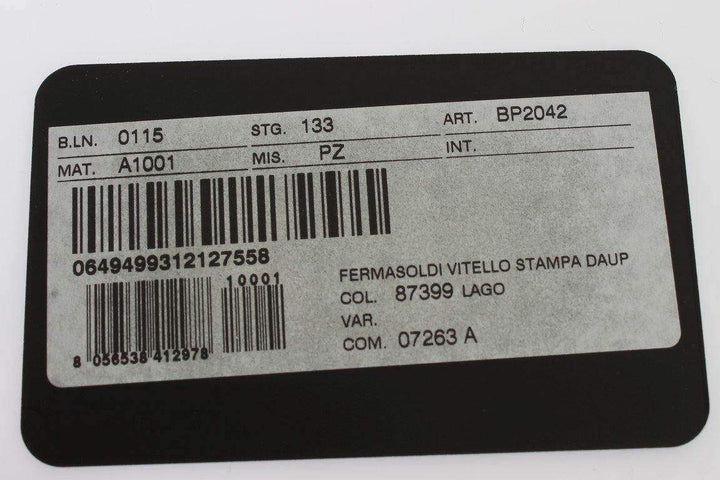 B.LN. 0115 STG. 133 ART. BP2042
MAT. A1001 MIS. PZ INT.
0649499312127558
10001
8 056538 412978
FERMASOLDI VITELLO STAMPA DAUP
COL. 87399 LAGO
VAR.
COM. 07263 A